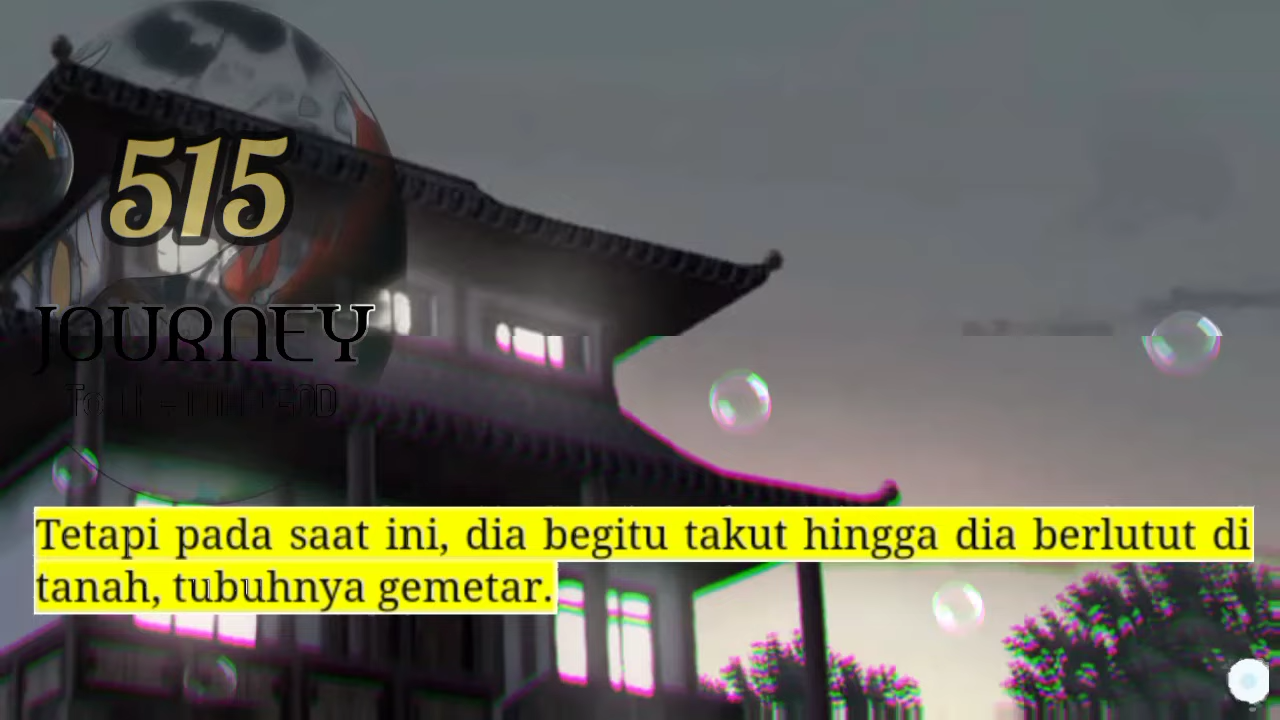 515
JOURNEY
Tetapi pada saat ini, dia begitu takut hingga dia berlutut di
tanah, tubuhnya gemetar.